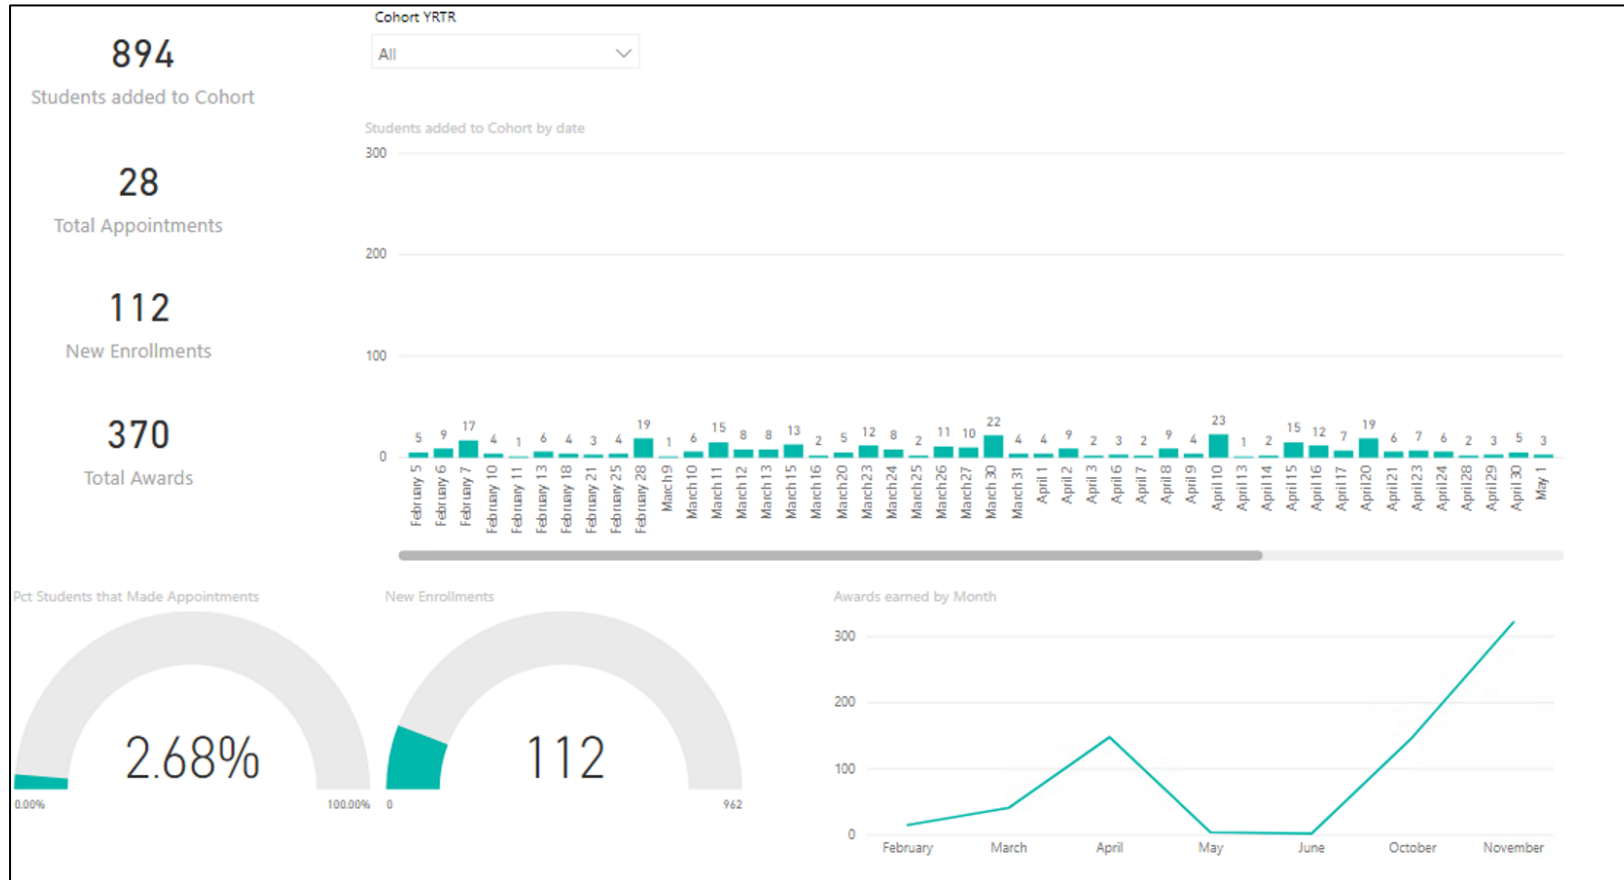 894
Students added to Cohort
28
Total Appointments
112
New Enrollments
370
Total Awards
Cohort YRTR
All
Students added to Cohort by date
300
200
100
0
5 9 17 4 1 6 4 3 4 19 1 6 15 8 8 13 2 5 12 8 2 11 10 22 4 4 9 2 3 2 9 4 23 1 2 15 12 7 19 6 7 6 2 3 5 3
February 5
February 6
February 7
February 10
February 11
February 13
February 18
February 21
February 25
February 28
March 9
March 10
March 11
March 12
March 13
March 15
March 16
March 20
March 23
March 24
March 25
March 26
March 27
March 30
March 31
April 1
April 2
April 3
April 6
April 7
April 8
April 9
April 10
April 13
April 14
April 15
April 16
April 17
April 20
April 21
April 23
April 24
April 28
April 29
April 30
May 1
Pct Students that Made Appointments
2.68%
0.00% 100.00%
New Enrollments
112
0 962
Awards earned by Month
300
200
100
0
February March April May June October November